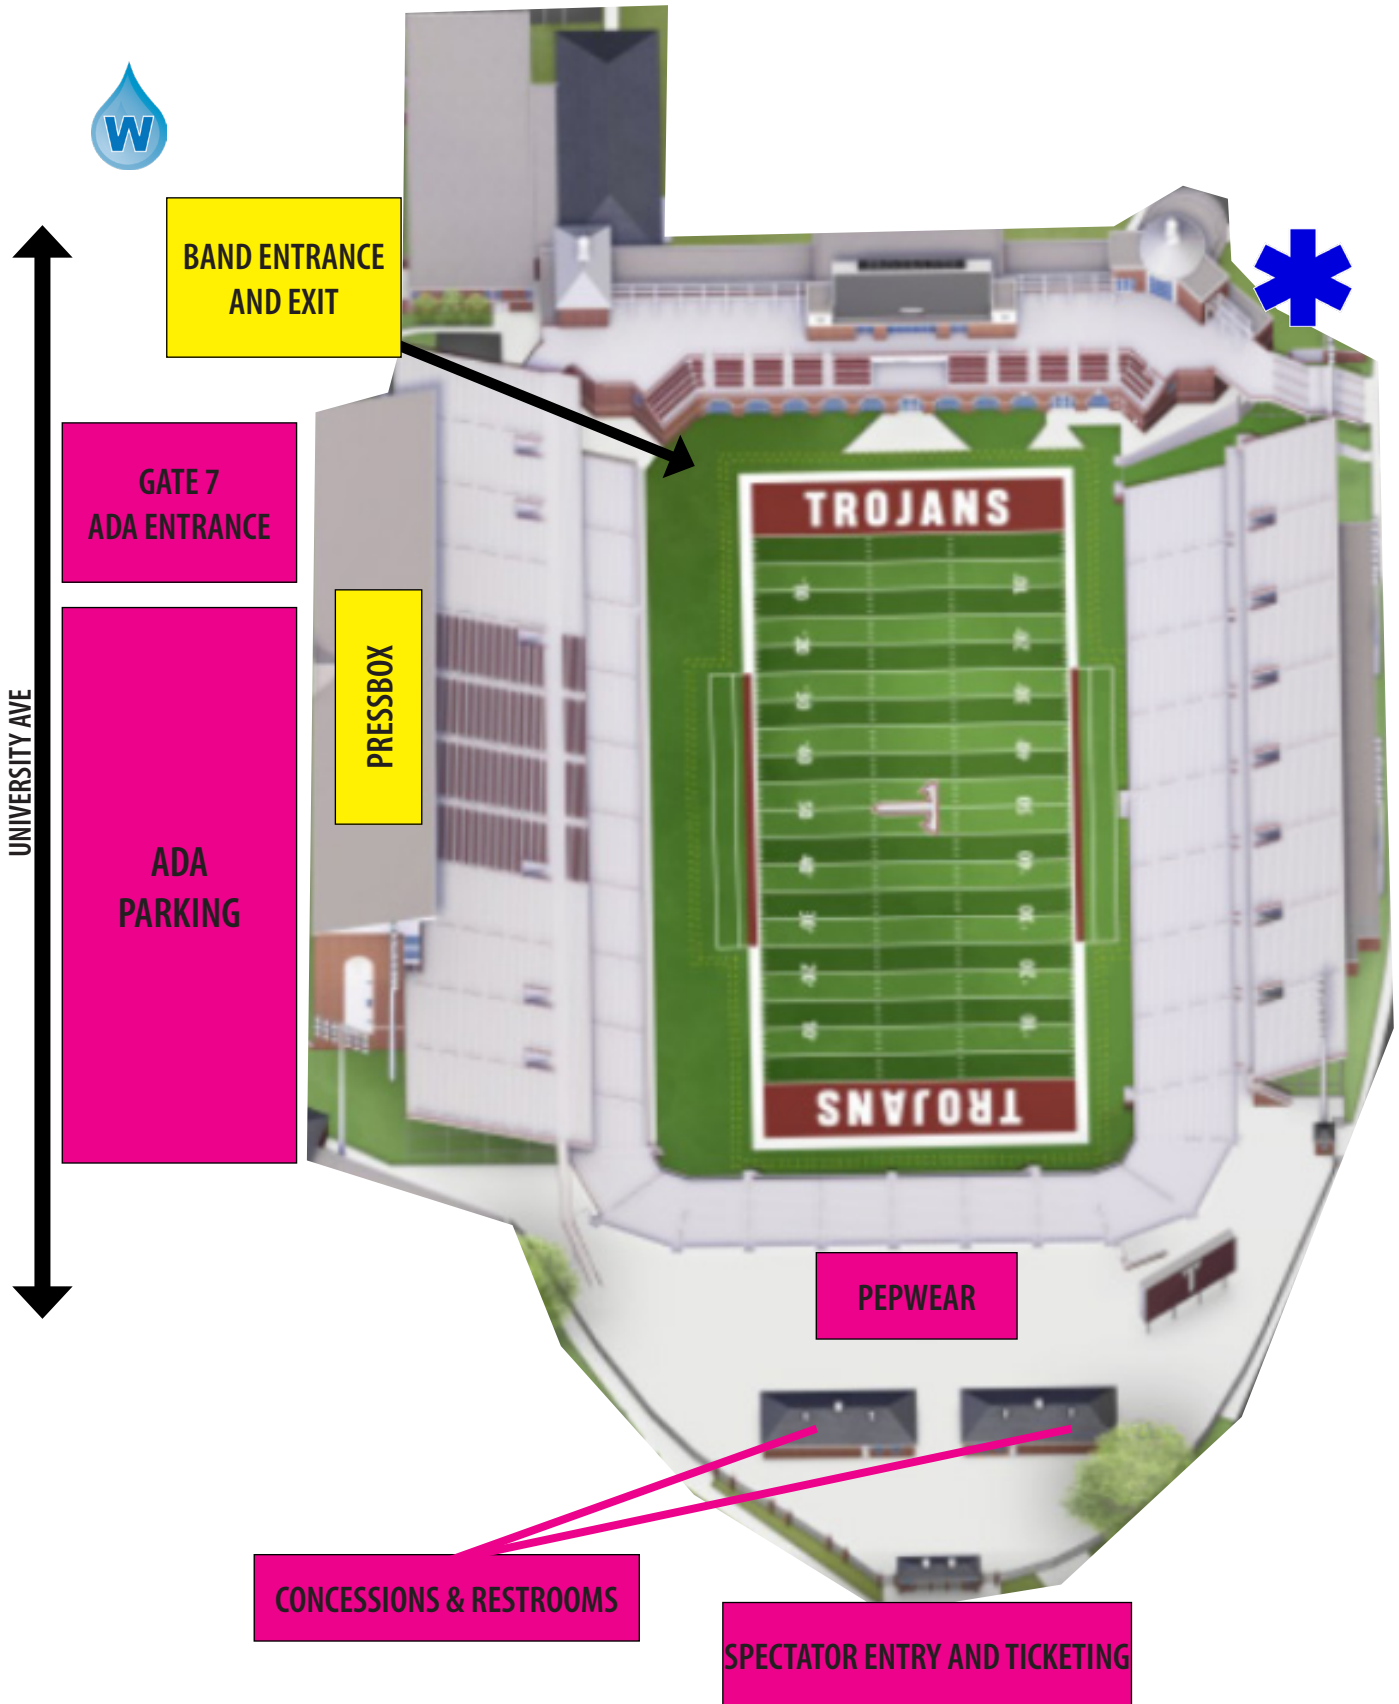 W
BAND ENTRANCE
AND EXIT
GATE 7
ADA ENTRANCE
TROJANS
PRESSBOX
UNIVERSITY AVE
ADA
PARKING
T
TROJANS
PEPWEAR
T
CONCESSIONS & RESTROOMS
SPECTATOR ENTRY AND TICKETING